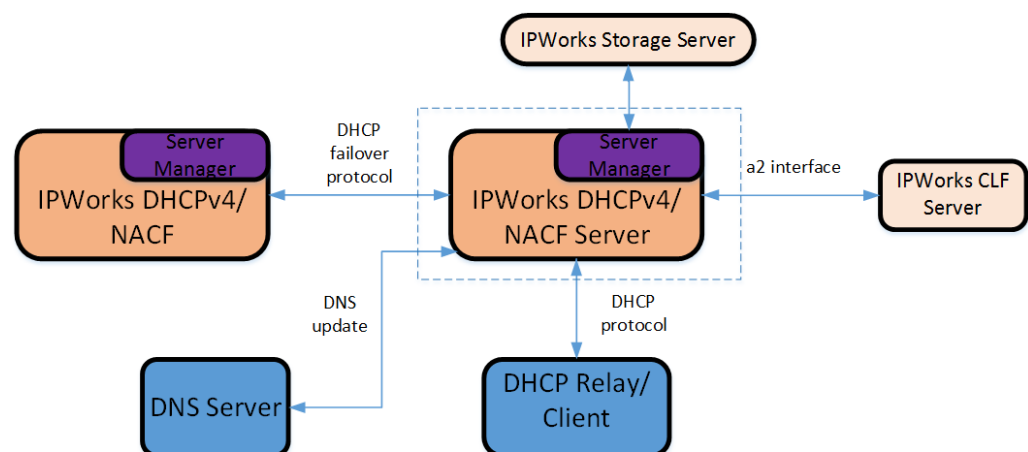 IPWorks Storage Server
Server
Manager
IPWorks DHCPv4/
NACF
DHCP
failover
protocol
Server
Manager
IPWorks DHCPv4/
NACF Server
a2 interface
IPWorks CLF
Server
DNS
update
DHCP
protocol
DNS Server
DHCP Relay/
Client